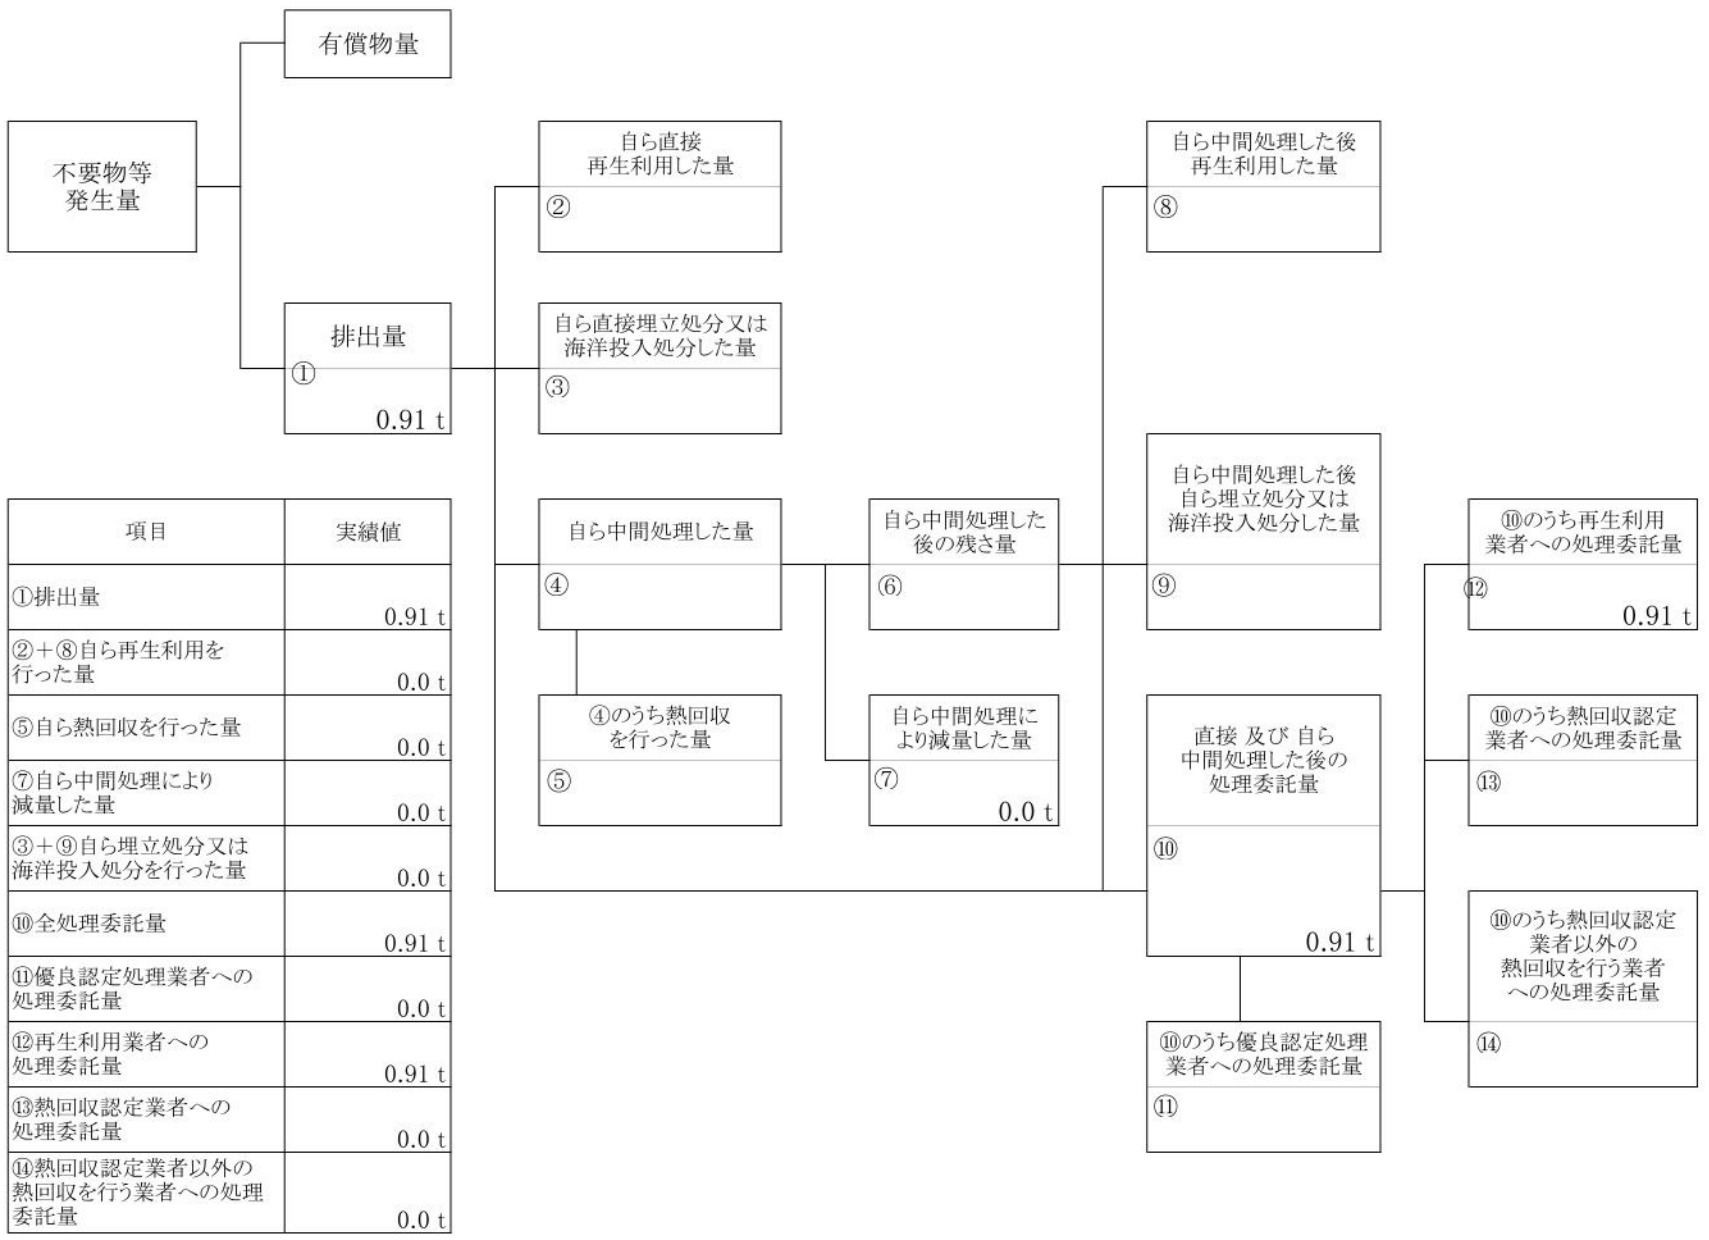 有償物量
不要物等
発生量
自ら直接
再生利用した量
②
自ら中間処理した後
再生利用した量
⑧
排出量
①
0.91 t
自ら直接埋立処分又は
海洋投入処分した量
③
自ら中間処理した後
自ら埋立処分又は
海洋投入処分した量
⑨
自ら中間処理した量
④
自ら中間処理した
後の残さ量
⑥
⑩のうち再生利用
業者への処理委託量
⑫
0.91 t
④のうち熱回収
を行った量
⑤
自ら中間処理に
より減量した量
⑦
0.0 t
直接 及び 自ら
中間処理した後の
処理委託量
⑩
0.91 t
⑩のうち熱回収認定
業者への処理委託量
⑬
⑩のうち熱回収認定
業者以外の
熱回収を行う業者
への処理委託量
⑭
⑩のうち優良認定処理
業者への処理委託量
⑪
項目 実績値
①排出量
0.91 t
②＋⑧自ら再生利用を
行った量
0.0 t
⑤自ら熱回収を行った量
0.0 t
⑦自ら中間処理により
減量した量
0.0 t
③＋⑨自ら埋立処分又は
海洋投入処分を行った量
0.0 t
⑩全処理委託量
0.91 t
⑪優良認定処理業者への
処理委託量
0.0 t
⑫再生利用業者への
処理委託量
0.91 t
⑬熱回収認定業者への
処理委託量
0.0 t
⑭熱回収認定業者以外の
熱回収を行う業者への処理
委託量
0.0 t